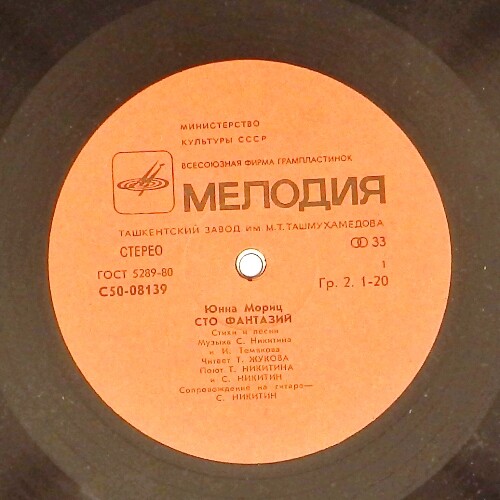 МИНИСТЕРСТВО
КУЛЬТУРЫ СССР
ВСЕСОЮЗНАЯ ФИРМА ГРАМПЛАСТИНОК
МЕЛОДИЯ
ТАШКЕНТСКИЙ ЗАВОД ИМ М.Т.ТАШМУХАМЕДОВА
СТЕРЕО 33
ГОСТ 5289-80 1
С50-08139 Гр. 2. 1-20
Юнна Мориц
СТО ФАНТАЗИЙ
Стихи и песни
Музыка С. Никитина
и И. Томакова
Читает Т. ЖУКОВА
Поют Т. НИКИТИНА
и С. НИКИТИН
Сопровождение на гитаре—
С. НИКИТИН